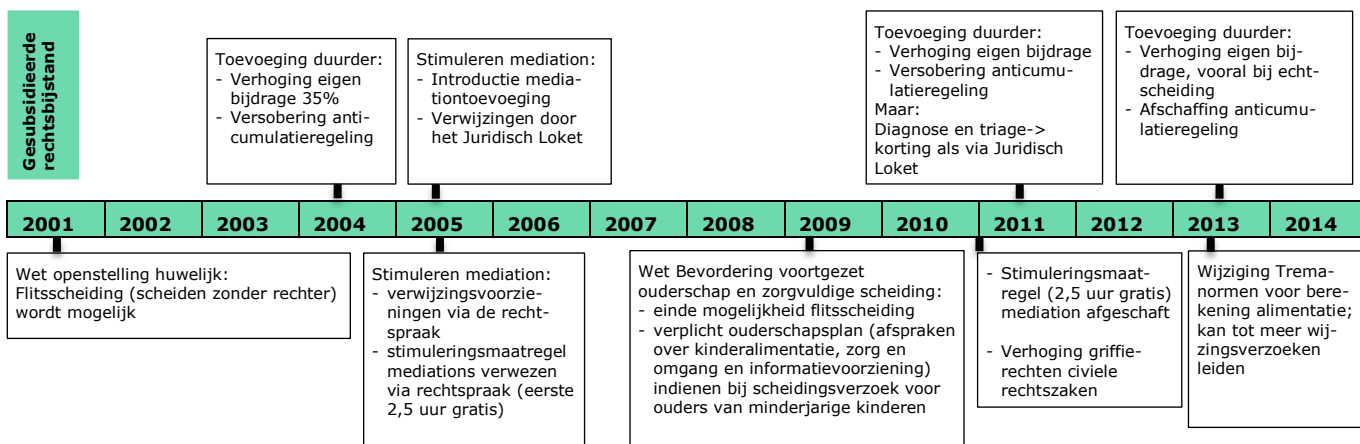 Gesubsidieerde
rechtsbijstand
Toevoeging duurder:
- Verhoging eigen
bijdrage 35%
- Versobering anti-
cumulatieregeling
Stimuleren mediation:
- Introductie media-
tiontoevoeging
- Verwijzingen door
het Juridisch Loket
Toevoeging duurder:
- Verhoging eigen bijdrage
- Versobering anticumu-
latieregeling
Maar:
Diagnose en triage->
korting als via Juridisch
Loket
Toevoeging duurder:
- Verhoging eigen bij-
drage, vooral bij echt-
scheiding
- Afschaffing anticumu-
latieregeling
2001 2002 2003 2004 2005 2006 2007 2008 2009 2010 2011 2012 2013 2014
Wet openstelling huwelijk:
Flitsscheiding (scheiden zonder rechter)
wordt mogelijk
Stimuleren mediation:
- verwijzingsvoorzie-
ningen via de recht-
spraak
- stimuleringsmaatregel
mediations verwezen
via rechtspraak (eerste
2,5 uur gratis)
Wet Bevordering voortgezet
ouderschap en zorgvuldige scheiding:
- einde mogelijkheid flitsscheiding
- verplicht ouderschapsplan (afspraken
over kinderalimentatie, zorg en
omgang en informatievoorziening)
indienen bij scheidingsverzoek voor
ouders van minderjarige kinderen
- Stimuleringsmaat-
regel (2,5 uur gratis)
mediation afgeschaft
- Verhoging griffie-
rechten civiele
rechtszaken
Wijziging Trema-
normen voor bere-
kening alimentatie;
kan tot meer wij-
zingsverzoeken
leiden